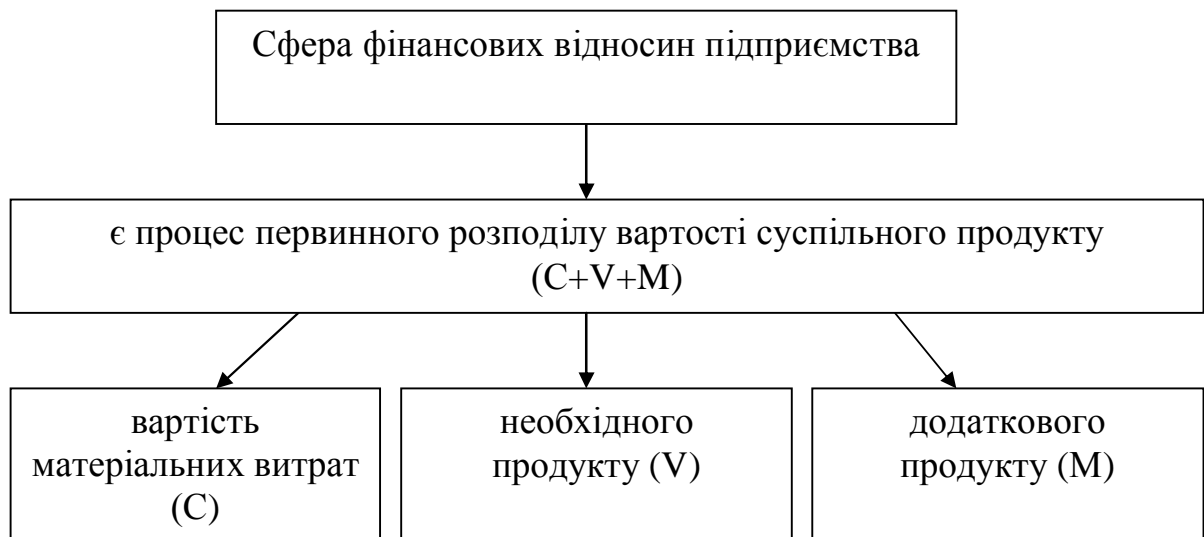 Сфера фінансових відносин підприємства
є процес первинного розподілу вартості суспільного продукту
(C+V+M)
вартість
матеріальних витрат
(C)
необхідного
продукту (V)
додаткового
продукту (M)